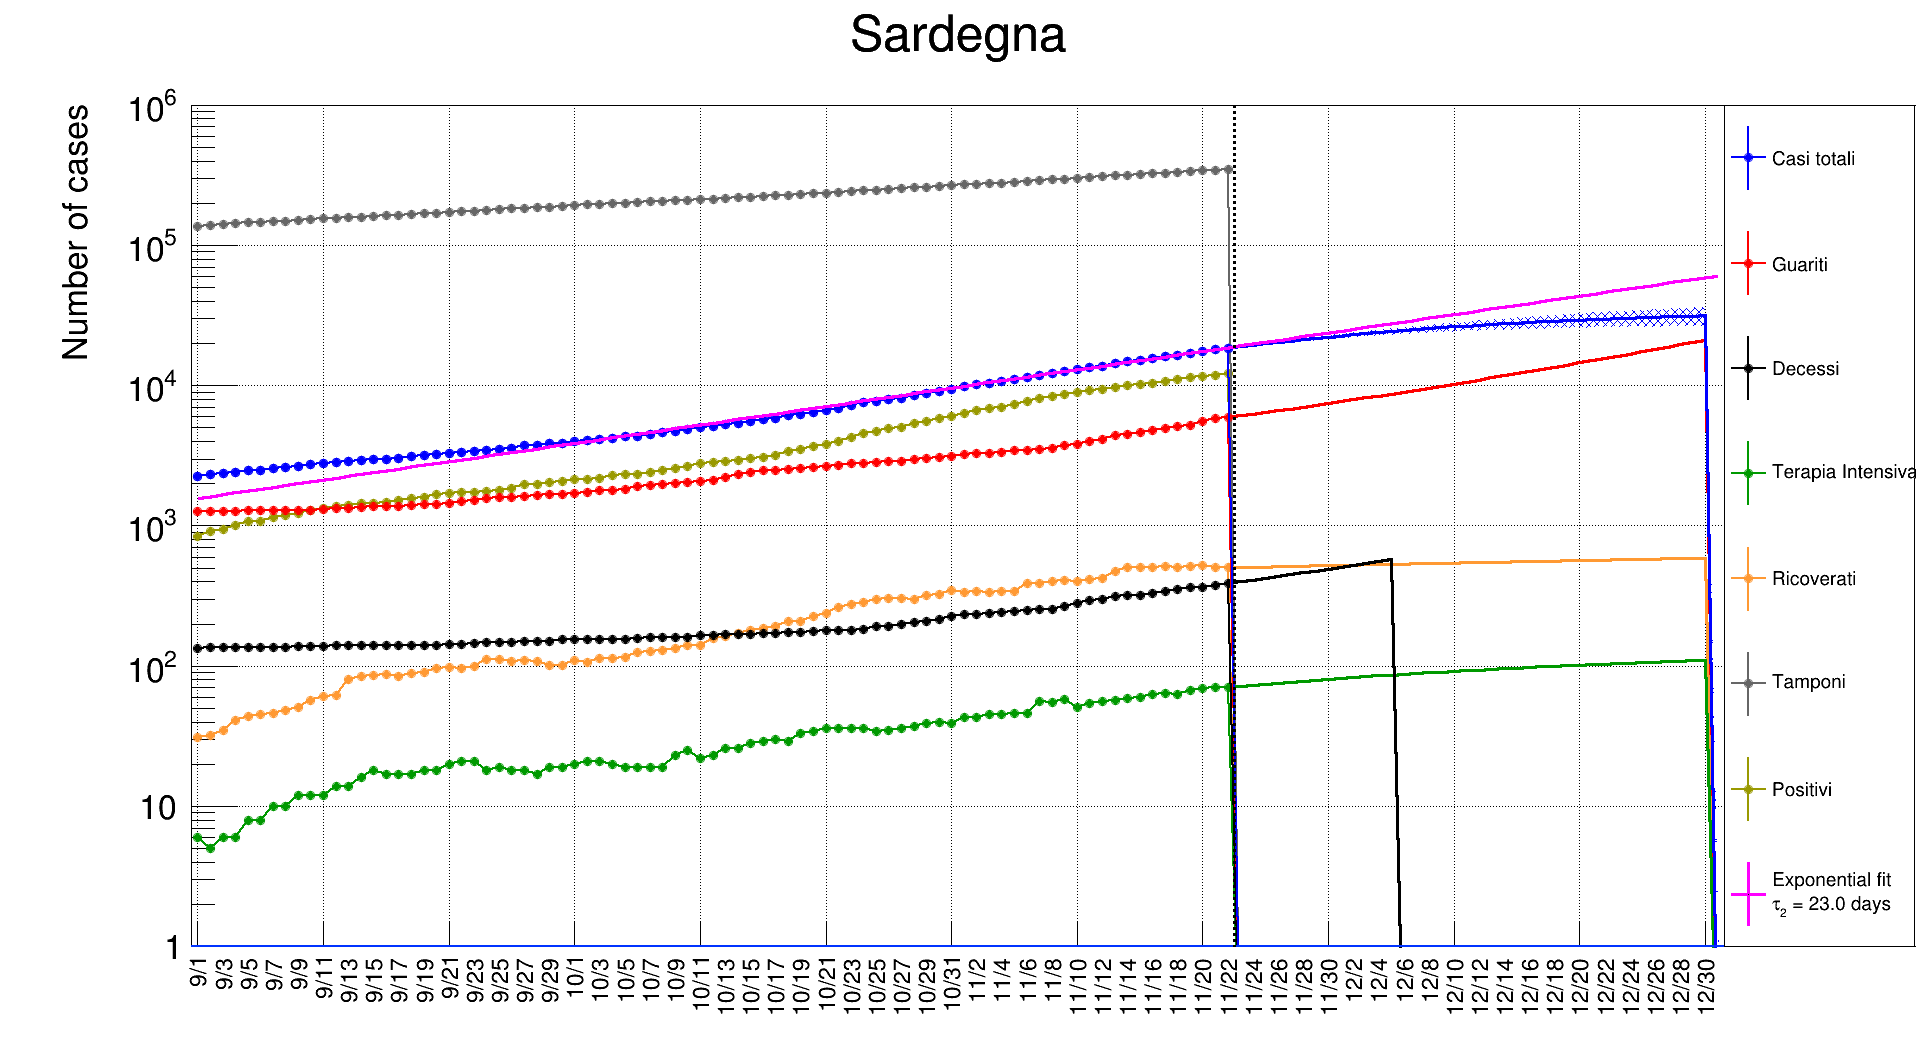 Sardegna
Number of cases
10^6
10^5
10^4
10^3
10^2
10
1
9/1 9/3 9/5 9/7 9/9 9/11 9/13 9/15 9/17 9/19 9/21 9/23 9/25 9/27 9/29 10/1 10/3 10/5 10/7 10/9 10/11 10/13 10/15 10/17 10/19 10/21 10/23 10/25 10/27 10/29 10/31 11/2 11/4 11/6 11/8 11/10 11/12 11/14 11/16 11/18 11/20 11/22 11/24 11/26 11/28 11/30 12/2 12/4 12/6 12/8 12/10 12/12 12/14 12/16 12/18 12/20 12/22 12/24 12/26 12/28 12/30
Casi totali
Guariti
Decessi
Terapia Intensiva
Ricoverati
Tamponi
Positivi
Exponential fit
τ_2 = 23.0 days